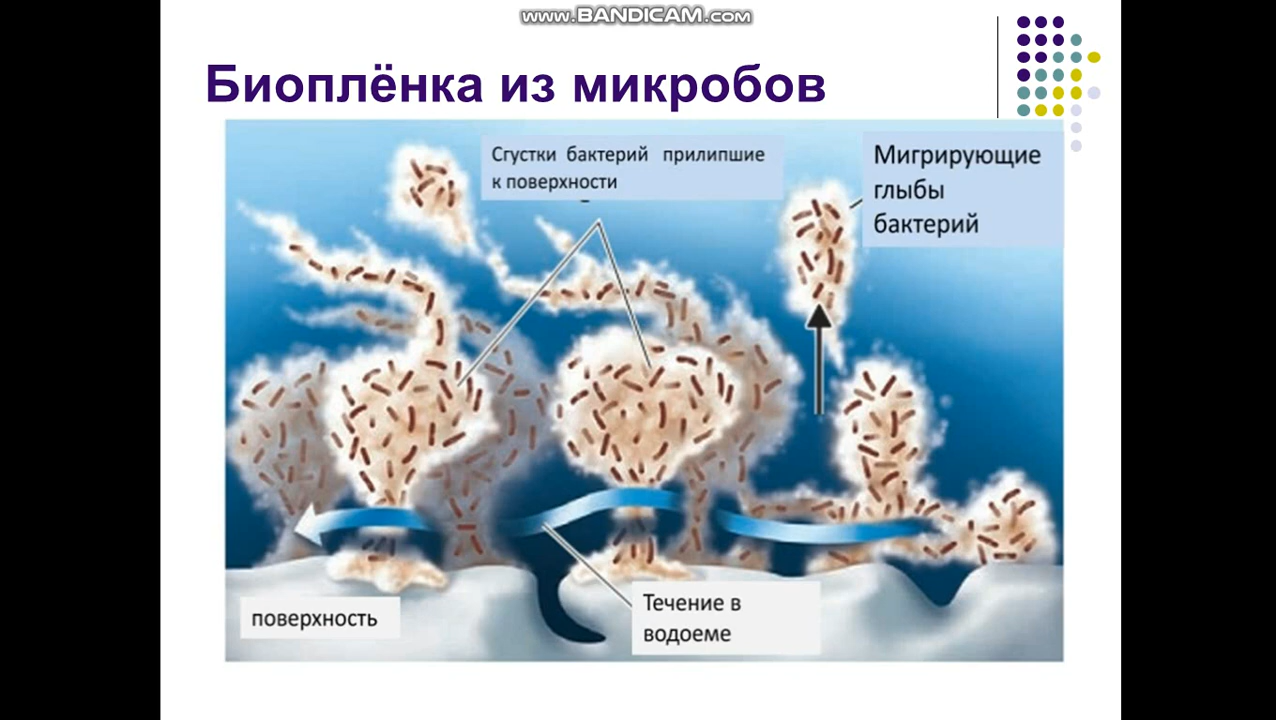 www.BANDICAM.com
Биоплёнка из микробов
Сгустки бактерий прилипшие
к поверхности
Мигрирующие
глыбы
бактерий
поверхность
Течение в
водоеме